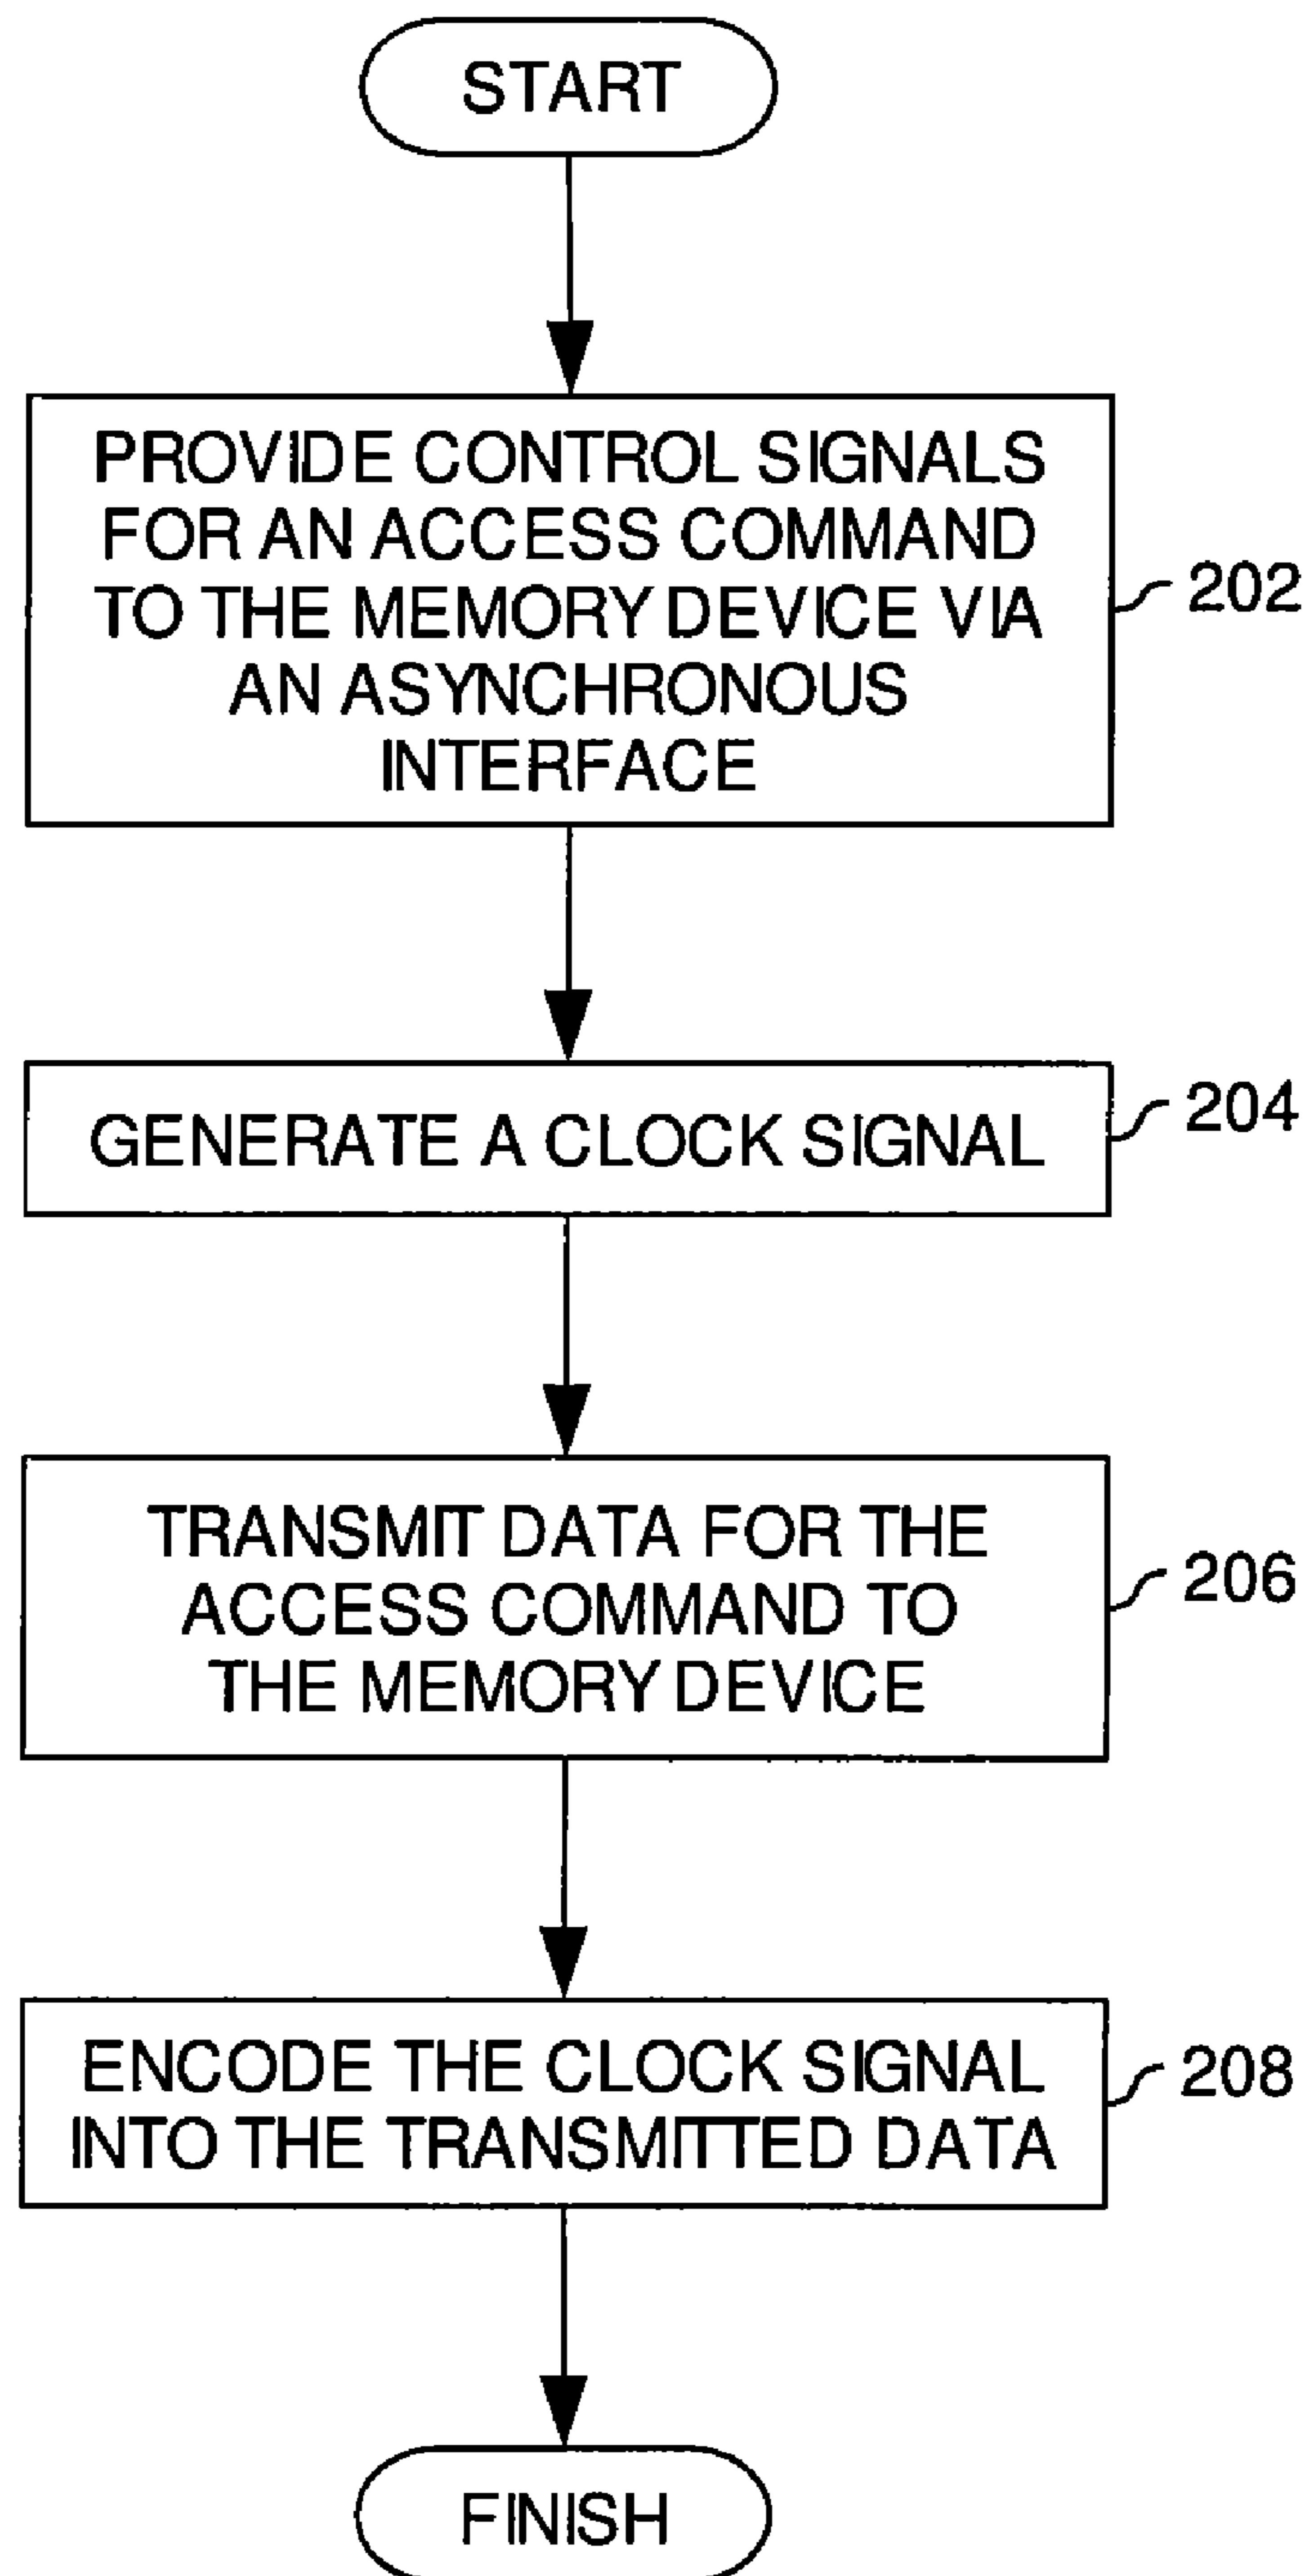 START
PROVIDE CONTROL SIGNALS
FOR AN ACCESS COMMAND
TO THE MEMORY DEVICE VIA
AN ASYNCHRONOUS
INTERFACE
202
GENERATE A CLOCK SIGNAL
204
TRANSMIT DATA FOR THE
ACCESS COMMAND TO
THE MEMORY DEVICE
206
ENCODE THE CLOCK SIGNAL
INTO THE TRANSMITTED DATA
208
FINISH